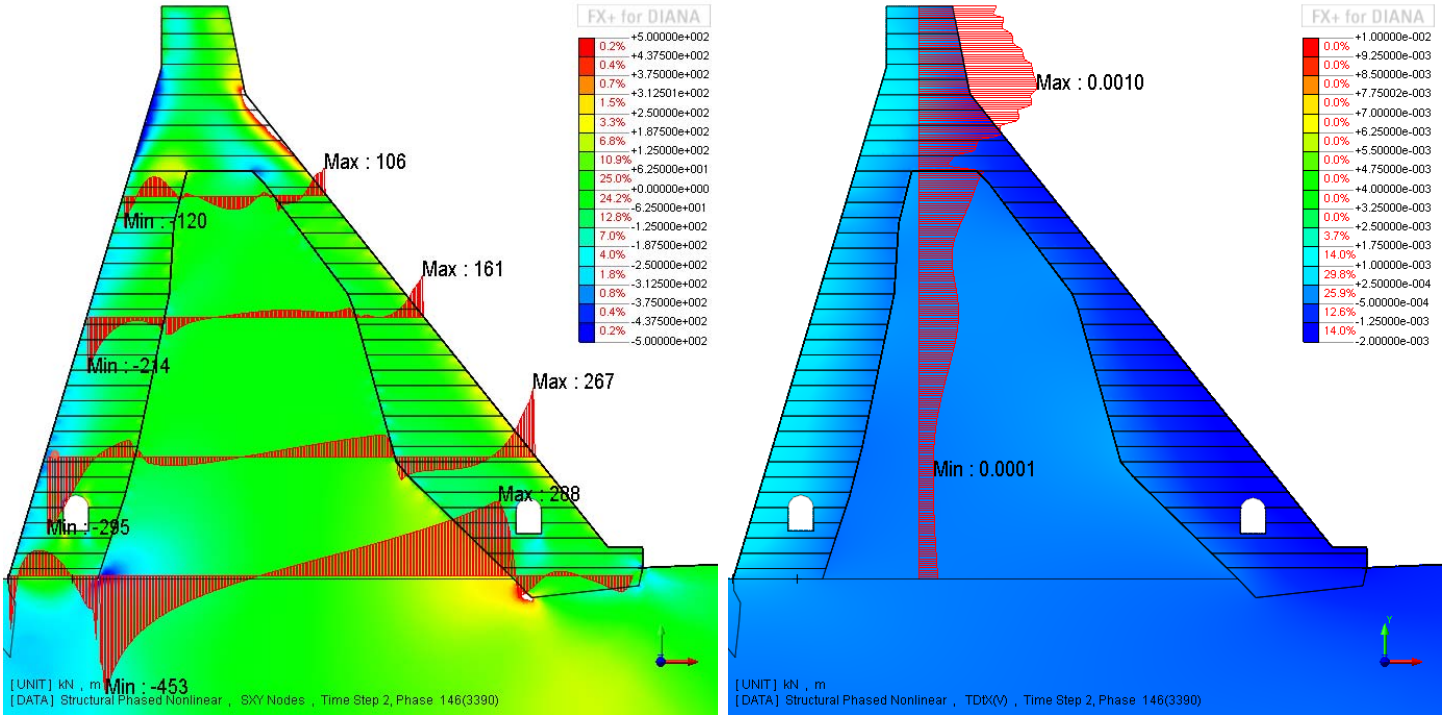 FX+ for DIANA
+5.00000e+002
0.2%
+4.37500e+002
0.4%
+3.75000e+002
0.7%
+3.12501e+002
1.5%
+2.50000e+002
3.3%
+1.87500e+002
6.8%
+1.25000e+002
10.9%
+6.25000e+001
25.0%
+0.00000e+000
24.2%
-6.25000e+001
12.8%
-1.25000e+002
7.0%
-1.87500e+002
4.0%
-2.50000e+002
1.8%
-3.12500e+002
0.8%
-3.75000e+002
0.4%
-4.37500e+002
0.2%
-5.00000e+002
Max : 106
Min : -120
Max : 161
Min : -214
Max : 267
Max : 288
Min : -295
Min : -453
[UNIT] kN , m
[DATA] Structural Phased Nonlinear , SXY Nodes , Time Step 2, Phase 146(3390)
FX+ for DIANA
+1.00000e-002
0.0%
+9.25000e-003
0.0%
+8.50000e-003
0.0%
+7.75002e-003
0.0%
+7.00000e-003
0.0%
+6.25000e-003
0.0%
+5.50000e-003
0.0%
+4.75000e-003
0.0%
+4.00000e-003
0.0%
+3.25000e-003
0.0%
+2.50000e-003
3.7%
+1.75000e-003
14.0%
+1.00000e-003
29.8%
+2.50000e-004
25.9%
-5.00000e-004
12.6%
-1.25000e-003
14.0%
-2.00000e-003
Max : 0.0010
Min : 0.0001
Y
[UNIT] kN , m
[DATA] Structural Phased Nonlinear , TDtX(V) , Time Step 2, Phase 146(3390)